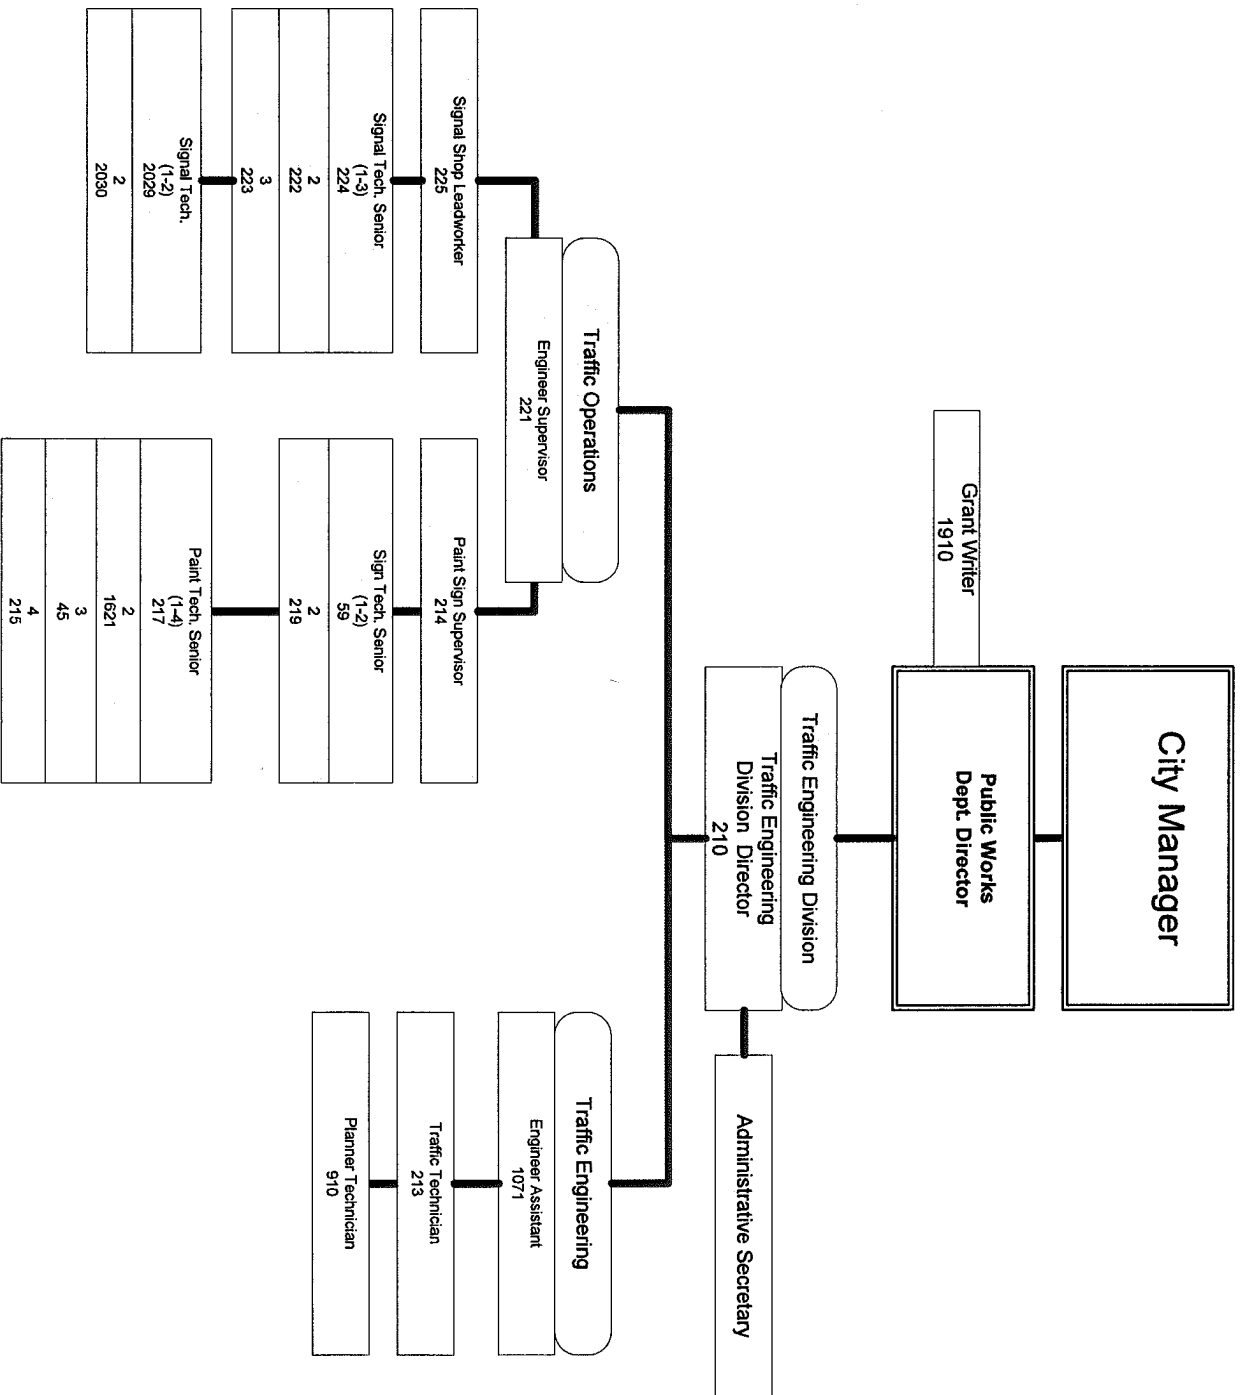 City Manager
Public Works
Dept. Director
Grant Writer
1910
Traffic Engineering Division
Traffic Engineering
Division Director
210
Administrative Secretary
Traffic Operations
Engineer Supervisor
221
Signal Shop Leadworker
225
Signal Tech. Senior
(1-3)
224
2
222
3
223
Signal Tech.
(1-2)
2029
2
2030
Paint Sign Supervisor
214
Sign Tech. Senior
(1-2)
59
2
219
Paint Tech. Senior
(1-4)
217
2
1621
3
45
4
215
Traffic Engineering
Engineer Assistant
1071
Traffic Technician
213
Planner Technician
910